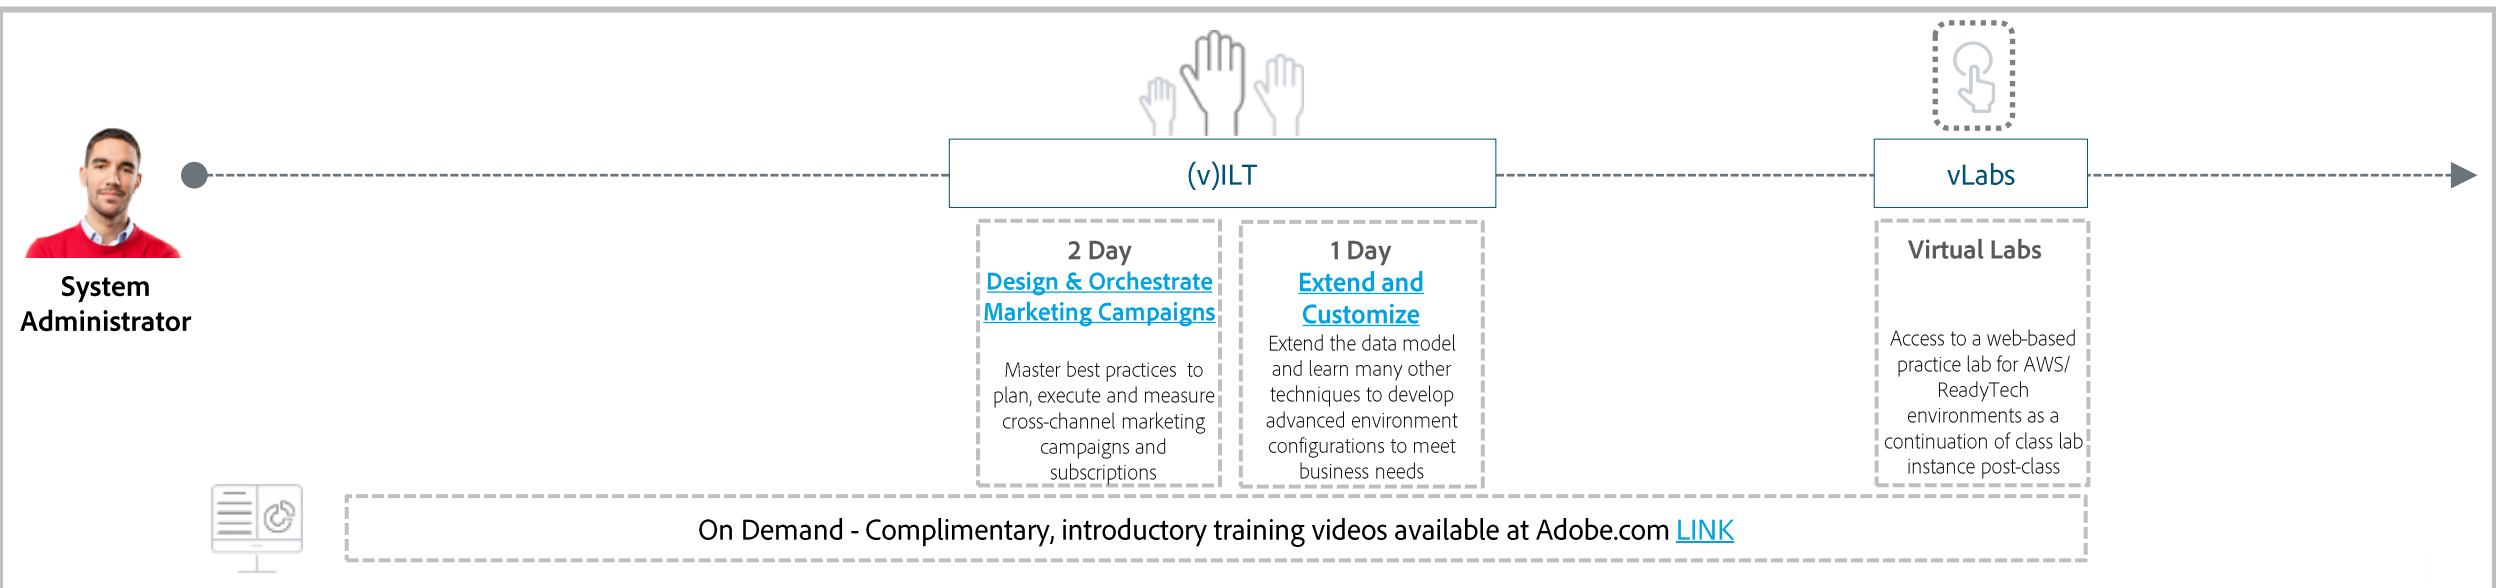 (v)ILT
vLabs
System
Administrator
2 Day
Design & Orchestrate
Marketing Campaigns
Master best practices to
plan, execute and measure
cross-channel marketing
campaigns and
subscriptions
1 Day
Extend and
Customize
Extend the data model
and learn many other
techniques to develop
advanced environment
configurations to meet
business needs
Virtual Labs
Access to a web-based
practice lab for AWS/
ReadyTech
environments as a
continuation of class lab
instance post-class
On Demand - Complimentary, introductory training videos available at Adobe.com LINK